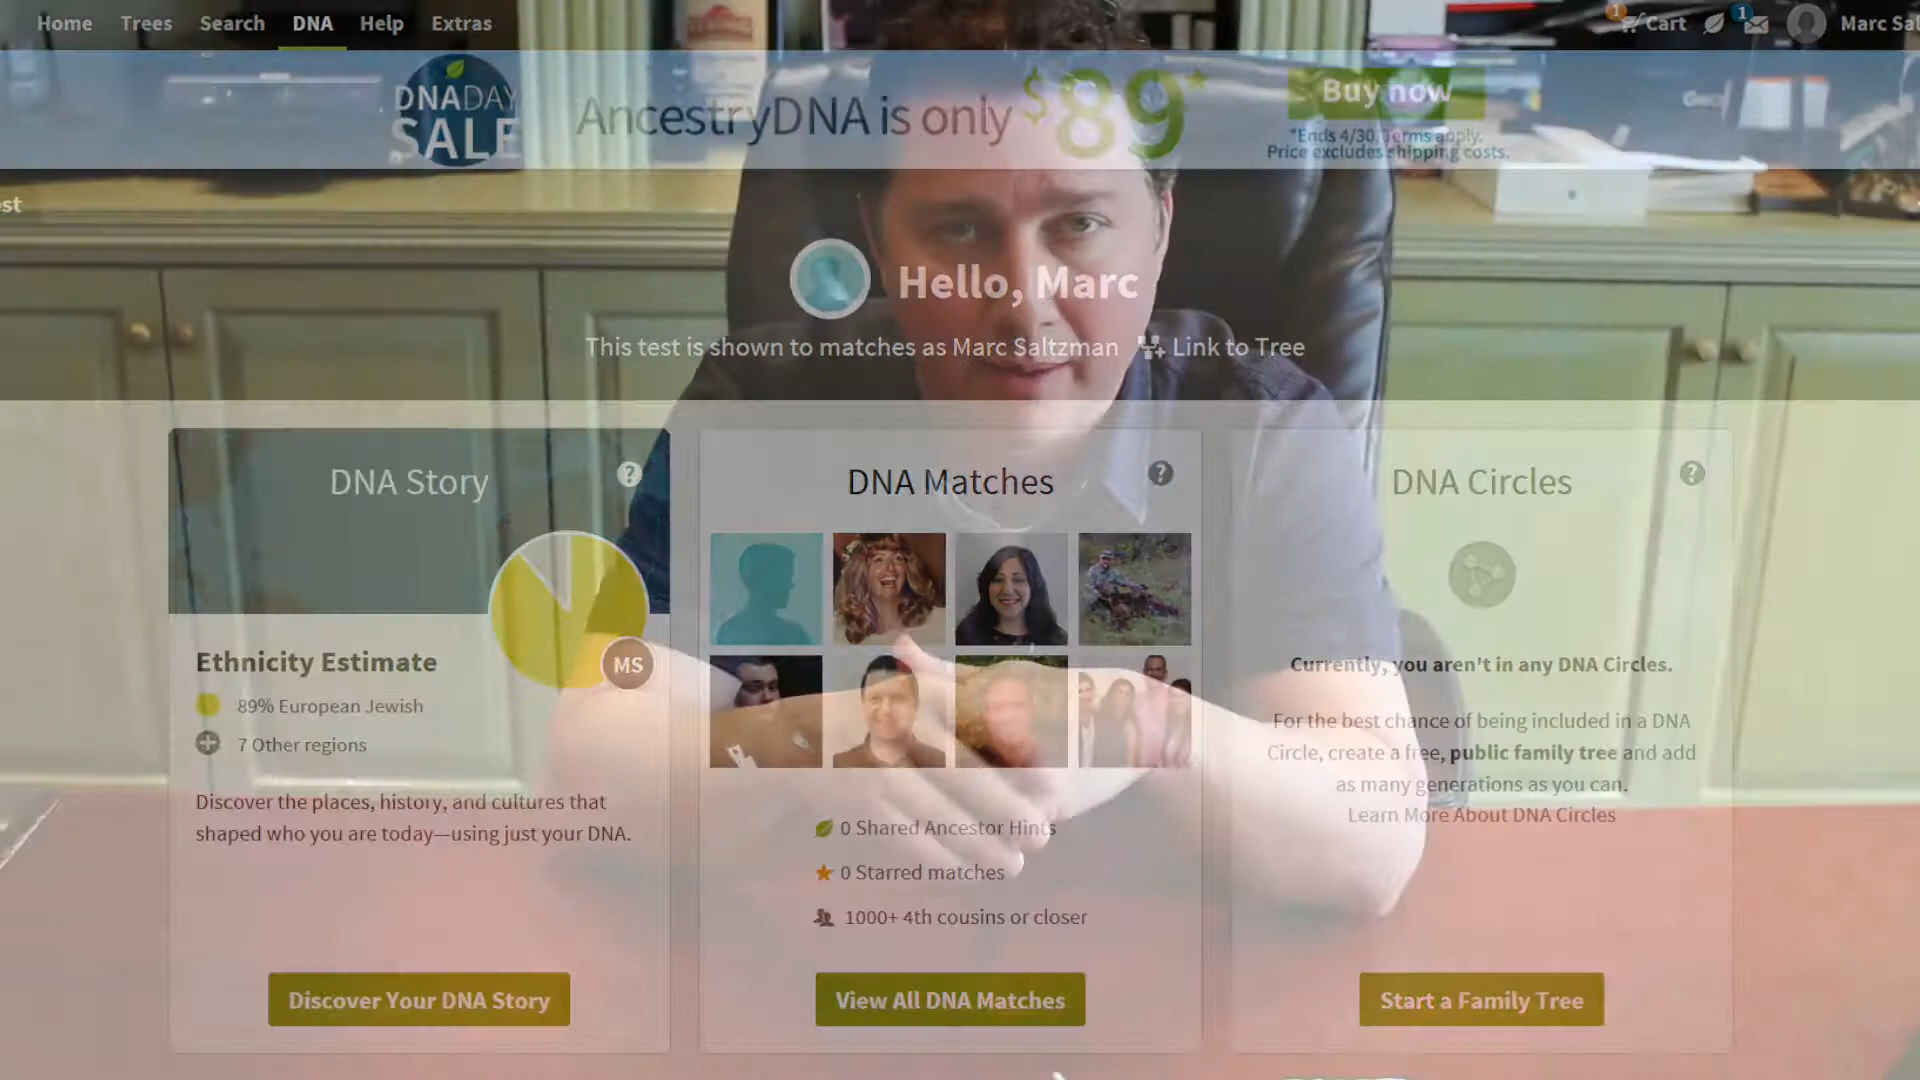 Home Trees Search DNA Help Extras
1 Cart 1 Marc Sal
DNADAY
SALE
AncestryDNA is only $89*
Buy now
*Ends 4/30. Terms apply.
Price excludes shipping costs.
est
Hello, Marc
This test is shown to matches as Marc Saltzman Link to Tree
DNA Story ?
MS
Ethnicity Estimate
89% European Jewish
7 Other regions
Discover the places, history, and cultures that
shaped who you are today—using just your DNA.
Discover Your DNA Story
DNA Matches ?
0 Shared Ancestor Hints
0 Starred matches
1000+ 4th cousins or closer
View All DNA Matches
DNA Circles ?
Currently, you aren't in any DNA Circles.
For the best chance of being included in a DNA
Circle, create a free, public family tree and add
as many generations as you can.
Learn More About DNA Circles
Start a Family Tree